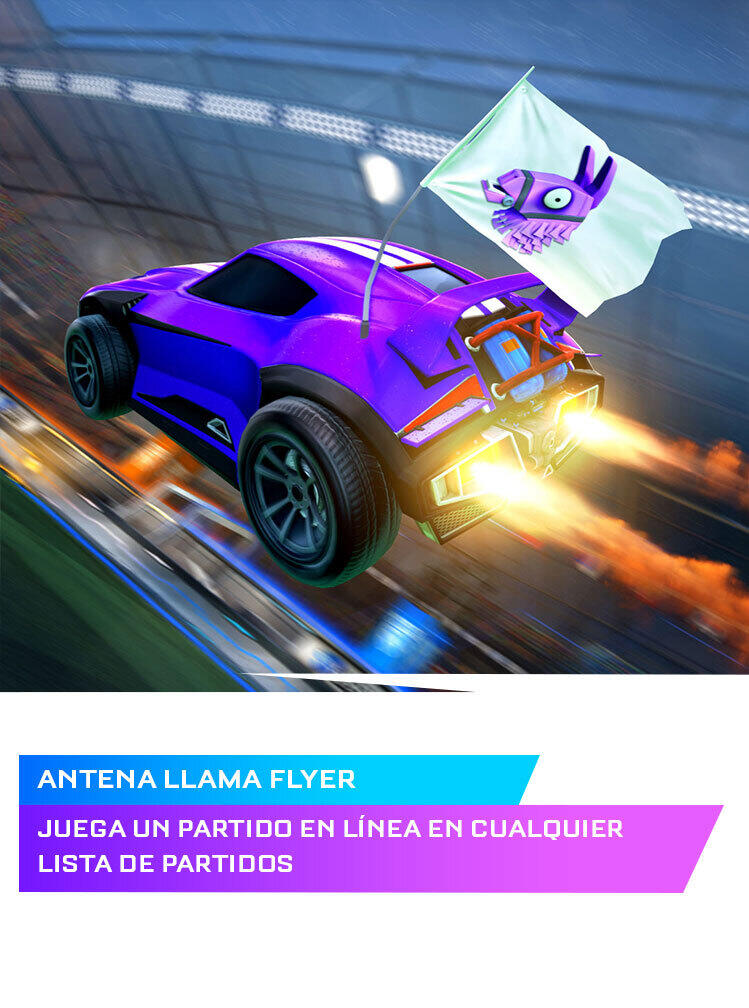 ANTENA LLAMA FLYER
JUEGA UN PARTIDO EN LÍNEA EN CUALQUIER
LISTA DE PARTIDOS